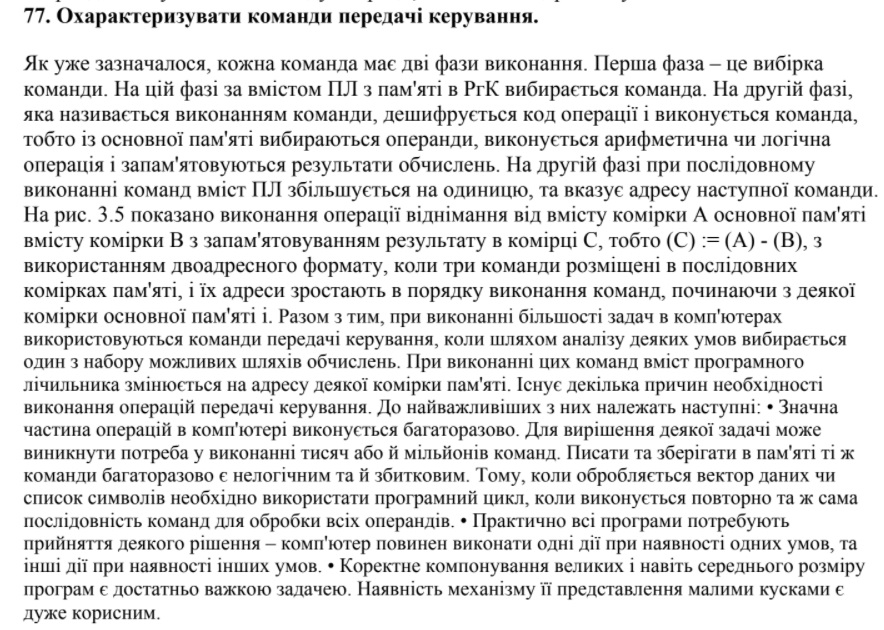 77. Охарактеризувати команди передачі керування.
Як уже зазначалося, кожна команда має дві фази виконання. Перша фаза – це вибірка
команди. На цій фазі за вмістом ПЛ з пам'яті в РгК вибирається команда. На другій фазі,
яка називається виконанням команди, дешифрується код операції і виконується команда,
тобто із основної пам'яті вибираються операнди, виконується арифметична чи логічна
операція і запам'ятовуються результати обчислень. На другій фазі при послідовному
виконанні команд вміст ПЛ збільшується на одиницю, та вказує адресу наступної команди.
На рис. 3.5 показано виконання операції віднімання від вмісту комірки А основної пам'яті
вмісту комірки В з запам'ятовуванням результату в комірці С, тобто (С) := (А) - (В), з
використанням двоадресного формату, коли три команди розміщені в послідовних
комірках пам'яті, і їх адреси зростають в порядку виконання команд, починаючи з деякої
комірки основної пам'яті і. Разом з тим, при виконанні більшості задач в комп'ютерах
використовуються команди передачі керування, коли шляхом аналізу деяких умов вибирається
один з набору можливих шляхів обчислень. При виконанні цих команд вміст програмного
лічильника змінюється на адресу деякої комірки пам'яті. Існує декілька причин необхідності
виконання операцій передачі керування. До найважливіших з них належать наступні: • Значна
частина операцій в комп'ютері виконується багаторазово. Для вирішення деякої задачі може
виникнути потреба у виконанні тисяч або й мільйонів команд. Писати та зберігати в пам'яті ті ж
команди багаторазово є нелогічним та й збитковим. Тому, коли обробляється вектор даних чи
список символів необхідно використати програмний цикл, коли виконується повторно та ж сама
послідовність команд для обробки всіх операндів. • Практично всі програми потребують
прийняття деякого рішення – комп'ютер повинен виконати одні дії при наявності одних умов, та
інші дії при наявності інших умов. • Коректне компонування великих і навіть середнього розміру
програм є достатньо важкою задачею. Наявність механізму її представлення малими кусками є
дуже корисним.